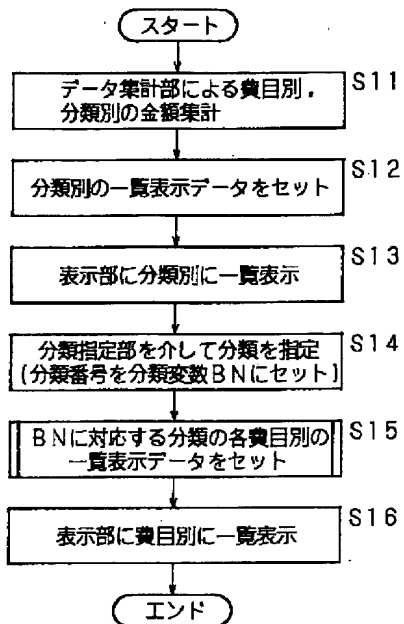 スタート
データ集計部による費目別，
分類別の金額集計
S11
分類別の一覧表示データをセット
S12
表示部に分類別に一覧表示
S13
分類指定部を介して分類を指定
(分類番号を分類変数BNにセット)
S14
BNに対応する分類の各費目別の
一覧表示データをセット
S15
表示部に費目別に一覧表示
S16
エンド